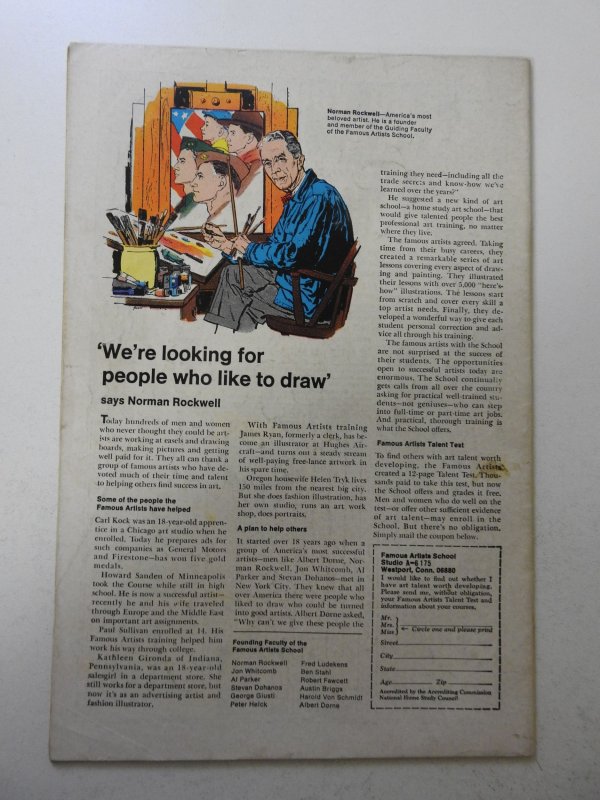 Norman Rockwell—America's most
beloved artist. He is a founder
and member of the Guiding Faculty
of the Famous Artists School.
'We're looking for
people who like to draw'
says Norman Rockwell
Today hundreds of men and women
who never thought they could be art-
ists are working at easels and drawing
boards, making pictures and getting
well paid for it. They all can thank a
group of famous artists who have de-
voted much of their time and talent
to helping others find success in art.
Some of the people the
Famous Artists have helped
Carl Kock was an 18-year-old appren-
tice in a Chicago art studio when he
enrolled. Today he prepares ads for
such companies as General Motors
and Firestone—has won five gold
medals.
Howard Sanden of Minneapolis
took the Course while still in high
school. He is now a successful artist—
recently he and his wife traveled
through Europe and the Middle East
on important art assignments.
Paul Sullivan enrolled at 14. His
Famous Artists training helped him
work his way through college.
Kathleen Gironda of Indiana,
Pennsylvania, was an 18-year-old
salesgirl in a department store. She
still works for a department store, but
now it's as an advertising artist and
fashion illustrator.
With Famous Artists training
James Ryan, formerly a clerk, has be-
come an illustrator at Hughes Air-
craft—and turns out a steady stream
of well-paying free-lance artwork in
his spare time.
Oregon housewife Helen Tryk lives
150 miles from the nearest big city.
But she does fashion illustration, has
her own studio, runs an art work
shop, does portraits.
A plan to help others
It started over 18 years ago when a
group of America's most successful
artists—men like Albert Dorne, Nor-
man Rockwell, Jon Whitcomb, Al
Parker and Stevan Dohanos—met in
New York City. They knew that all
over America there were people who
liked to draw who could be turned
into good artists. Albert Dorne asked,
"Why can't we give these people the
Founding Faculty of the
Famous Artists School
Norman Rockwell
Jon Whitcomb
Al Parker
Stevan Dohanos
George Giusti
Peter Helck
Fred Ludekens
Ben Stahl
Robert Fawcett
Austin Briggs
Harold Von Schmidt
Albert Dorne
training they need—including all the
trade secrets and know-how we've
learned over the years?"
He suggested a new kind of art
school—a home study art school—that
would give talented people the best
professional art training, no matter
where they live.
The famous artists agreed. Taking
time from their busy careers, they
created a remarkable series of art
lessons covering every aspect of draw-
ing and painting. They illustrated
their lessons with over 5,000 "here's-
how" illustrations. The lessons start
from scratch and cover every skill a
top artist needs. Finally, they de-
veloped a wonderful way to give each
student personal correction and ad-
vice all through his training.
The famous artists with the School
are not surprised at the success of
their students. The opportunities
open to successful artists today are
enormous. The School continually
gets calls from all over the country
asking for practical well-trained stu-
dents—not geniuses—who can step
into full-time or part-time art jobs.
And practical, thorough training is
what the School offers.
Famous Artists Talent Test
To find others with art talent worth
developing, the Famous Artists
created a 12-page Talent Test. Thou-
sands paid to take this test, but now
the School offers and grades it free.
Men and women who do well on the
test—or offer other sufficient evidence
of art talent—may enroll in the
School. But there's no obligation.
Simply mail the coupon below.
Famous Artists School
Studio A-6175
Westport, Conn. 06880
I would like to find out whether I
have art talent worth developing.
Please send me, without obligation,
your Famous Artists Talent Test and
information about your courses.
Mr.
Mrs. Circle one and please print
Miss
Street
City
State
Age Zip
Accredited by the Accrediting Commission
National Home Study Council